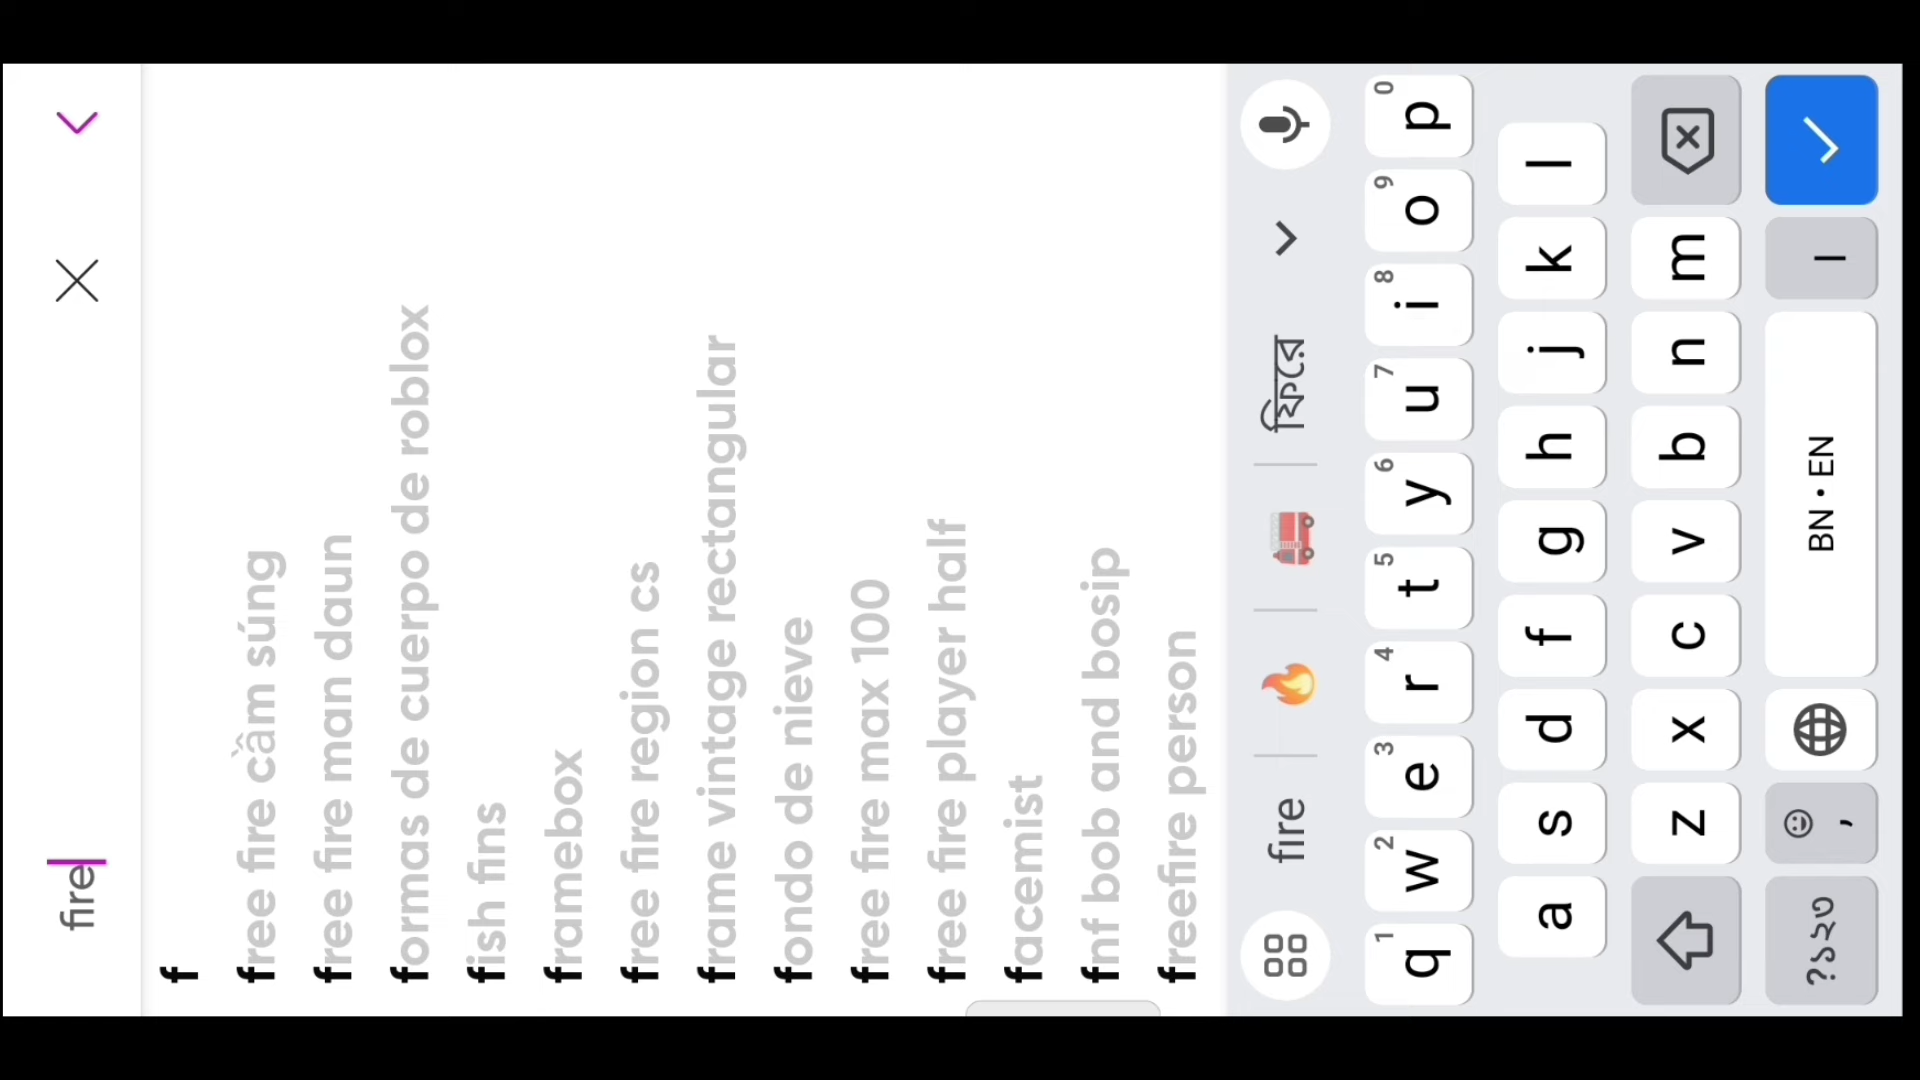 fire
f
free fire cầm súng
free fire man daun
formas de cuerpo de roblox
fish fins
framebox
free fire region cs
frame vintage rectangular
fondo de nieve
free fire max 100
free fire player half
facemist
fnf bob and bosip
freefire person
fire ফিরে
q 1 w 2 e 3 r 4 t 5 y 6 u 7 i 8 o 9 p 0
a s d f g h j k l
z x c v b n m
?১২৩ , BN • EN ।